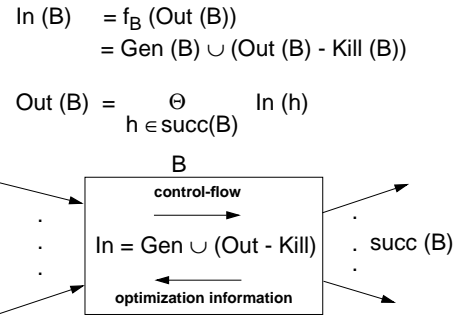 In (B) = f_B (Out (B))
= Gen (B) ∪ (Out (B) - Kill (B))
Out (B) = Θ In (h)
h ∈ succ(B)
B
control-flow
. .
. In = Gen ∪ (Out - Kill) . succ (B)
. .
optimization information